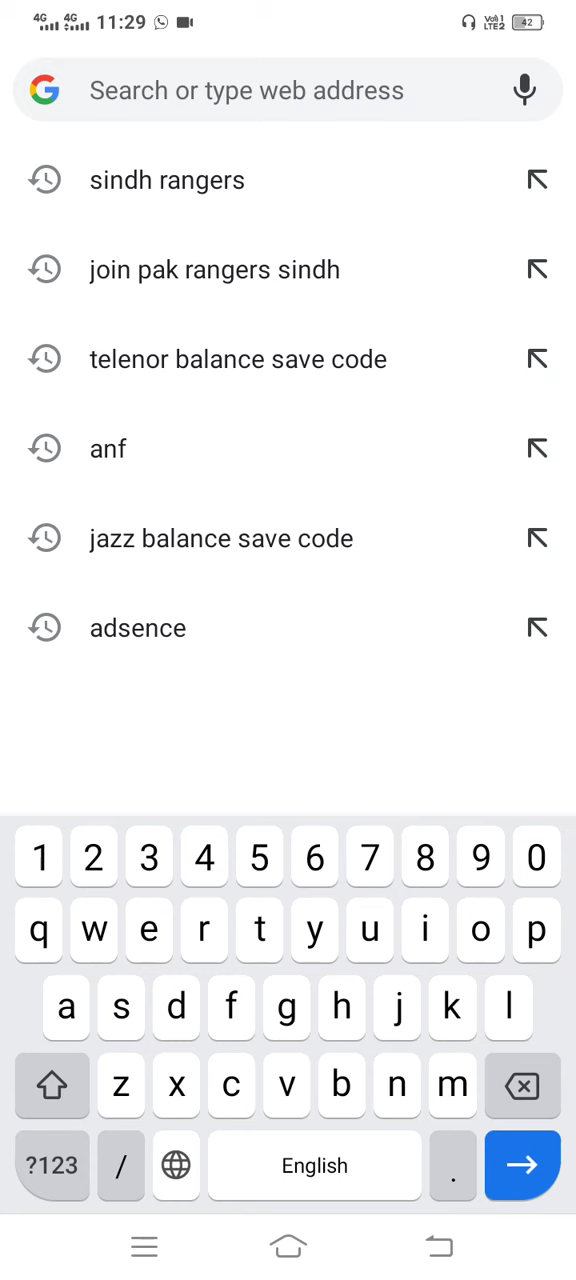 4G 4G 11:29 Vo)) 1 LTE2 42
Search or type web address
sindh rangers
join pak rangers sindh
telenor balance save code
anf
jazz balance save code
adsence
1 2 3 4 5 6 7 8 9 0
q w e r t y u i o p
a s d f g h j k l
z x c v b n m
?123 / English .